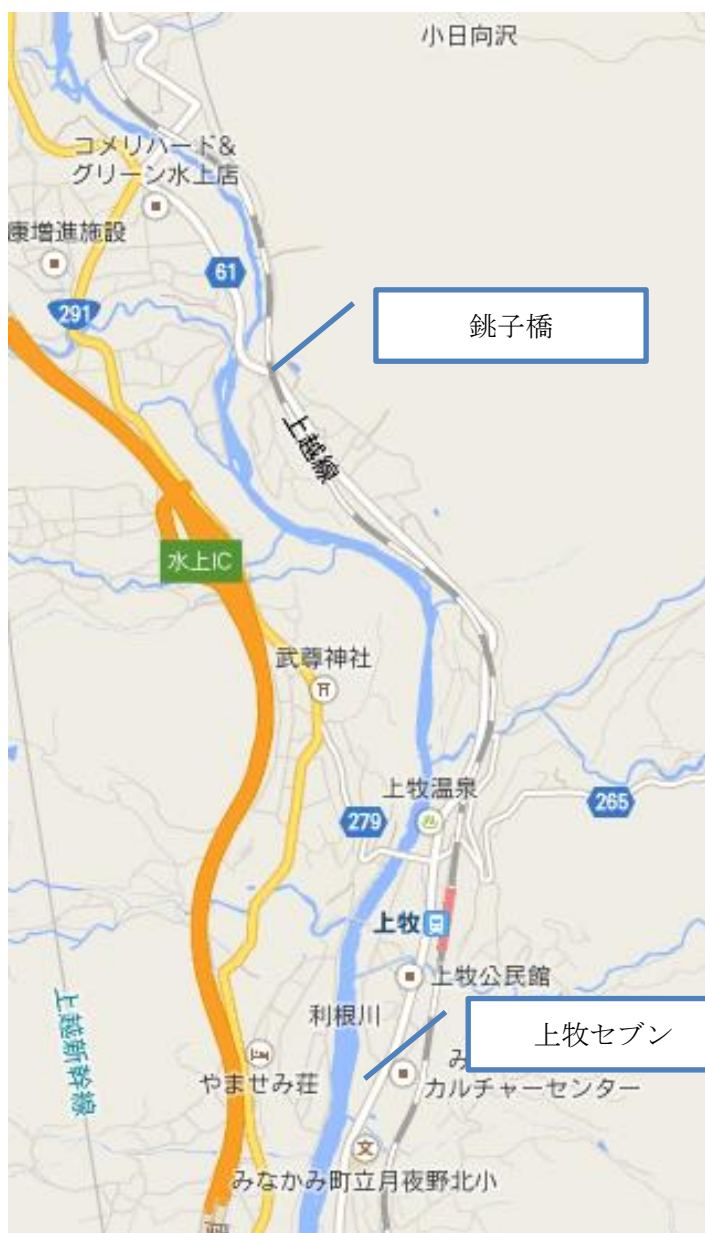 小日向沢
コメリハード&
グリーン水上店
康増進施設
61
291
銚子橋
上越線
水上IC
武尊神社
上牧温泉
279
265
上牧
上牧公民館
利根川
上牧セブン
み
カルチャーセンター
上越新幹線
やませみ荘
文
みなかみ町立月夜野北小